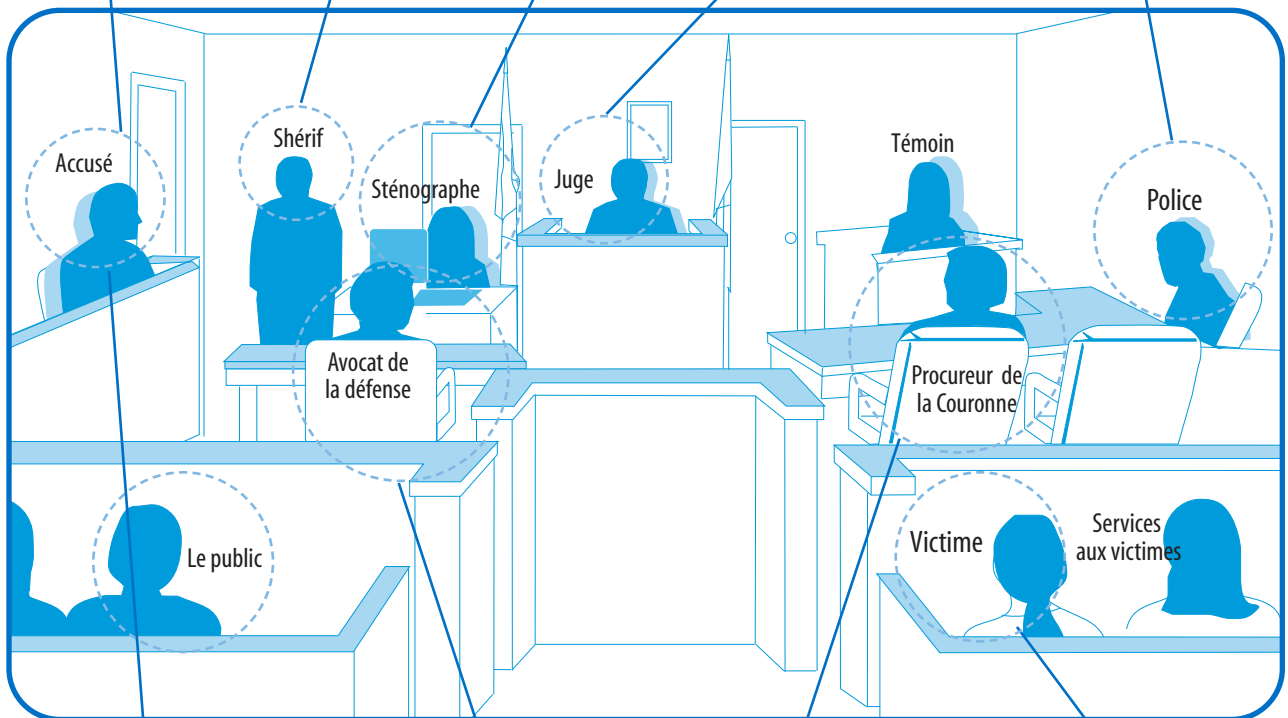 Accusé
Shérif
Sténographe
Juge
Témoin
Police
Avocat de
la défense
Procureur de
la Couronne
Le public
Victime
Services
aux victimes